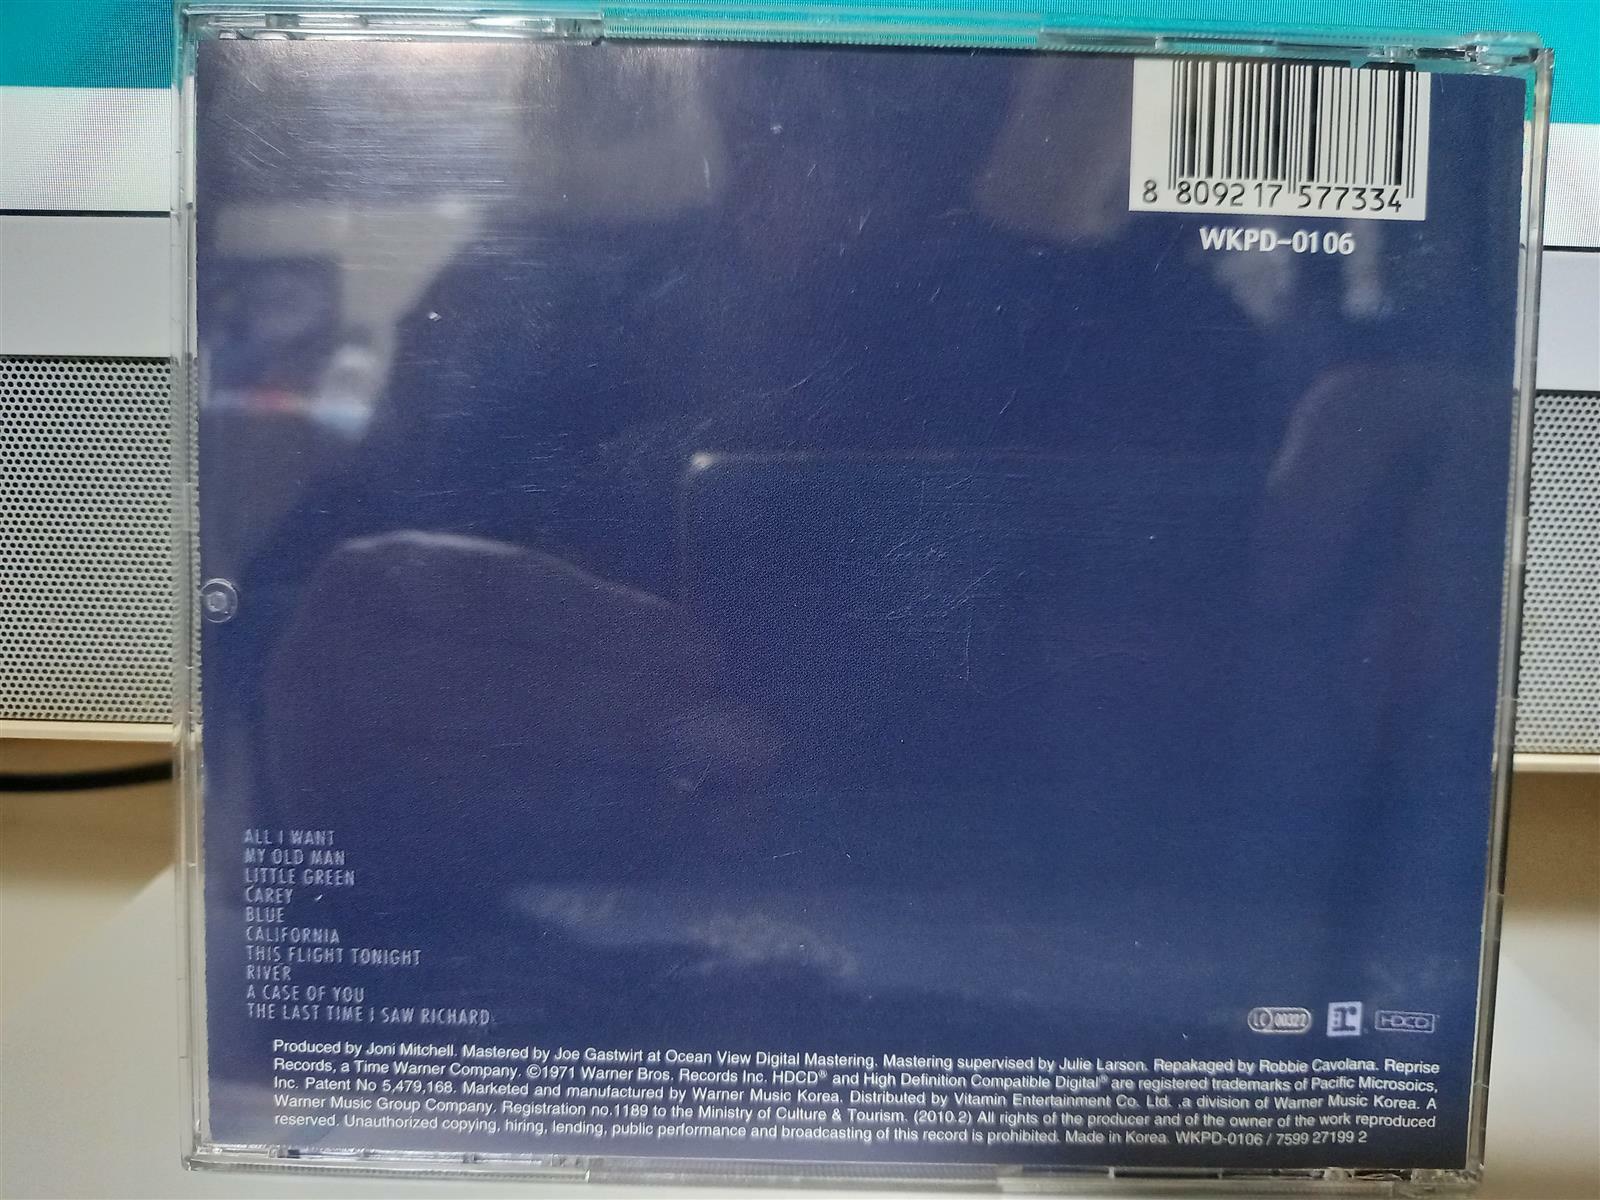 8 809217 577334
WKPD-0106
ALL I WANT
MY OLD MAN
LITTLE GREEN
CAREY
BLUE
CALIFORNIA
THIS FLIGHT TONIGHT
RIVER
A CASE OF YOU
THE LAST TIME I SAW RICHARD
LC 00322
HDCD
Produced by Joni Mitchell. Mastered by Joe Gastwirt at Ocean View Digital Mastering. Mastering supervised by Julie Larson. Repakaged by Robbie Cavolana. Reprise
Records, a Time Warner Company. ©1971 Warner Bros. Records Inc. HDCD® and High Definition Compatible Digital® are registered trademarks of Pacific Microsoics,
Inc. Patent No 5,479,168. Marketed and manufactured by Warner Music Korea. Distributed by Vitamin Entertainment Co. Ltd. ,a division of Warner Music Korea. A
Warner Music Group Company. Registration no.1189 to the Ministry of Culture & Tourism. (2010.2) All rights of the producer and of the owner of the work reproduced
reserved. Unauthorized copying, hiring, lending, public performance and broadcasting of this record is prohibited. Made in Korea. WKPD-0106 / 7599 27199 2